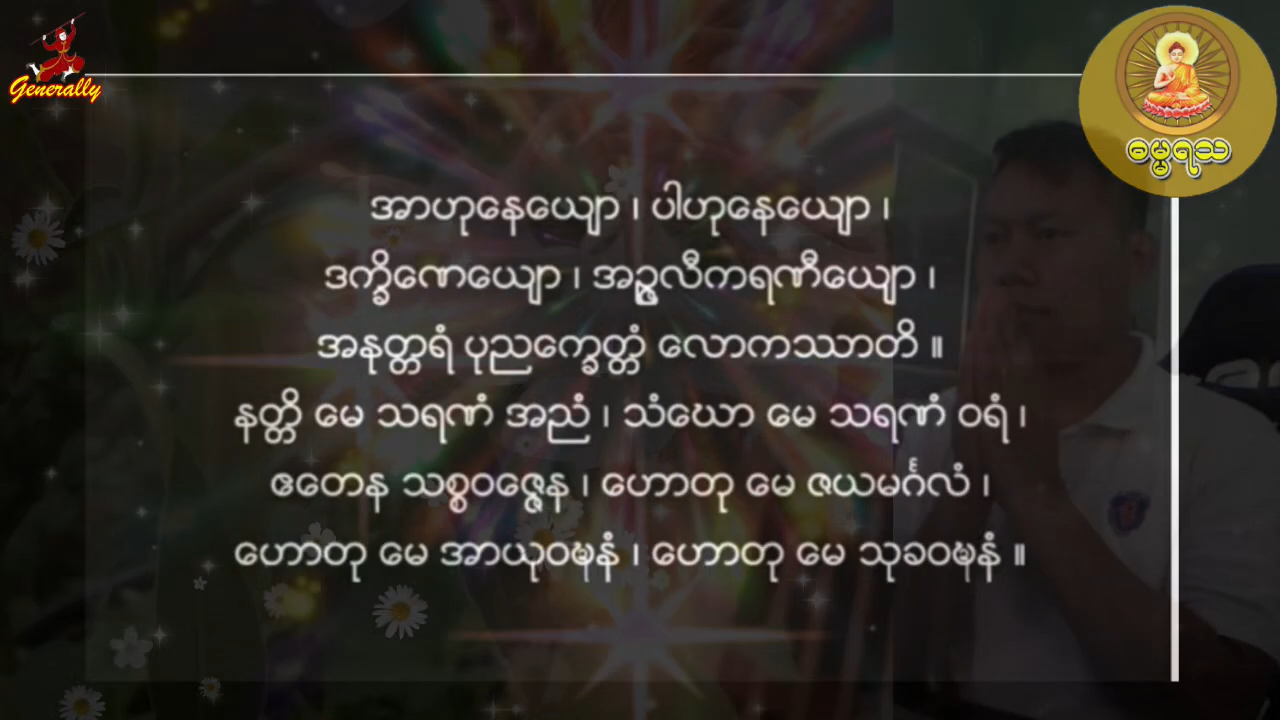 Generally
ဓမ္မရသ
အာဟုနေယျော ၊ ပါဟုနေယျော ၊
ဒက္ခိဏေယျော ၊ အဉ္ဇလီကရဏီယျော ၊
အနုတ္တရံ ပုညက္ခေတ္တံ လောကဿာတိ ။
နတ္ထိ မေ သရဏံ အညံ ၊ သံဃော မေ သရဏံ ဝရံ ၊
ဧတေန သစ္စဝဇ္ဇေန ၊ ဟောတု မေ ဇယမင်္ဂလံ ၊
ဟောတု မေ အာယုဝဍ္ဎနံ ၊ ဟောတု မေ သုခဝဍ္ဎနံ ။